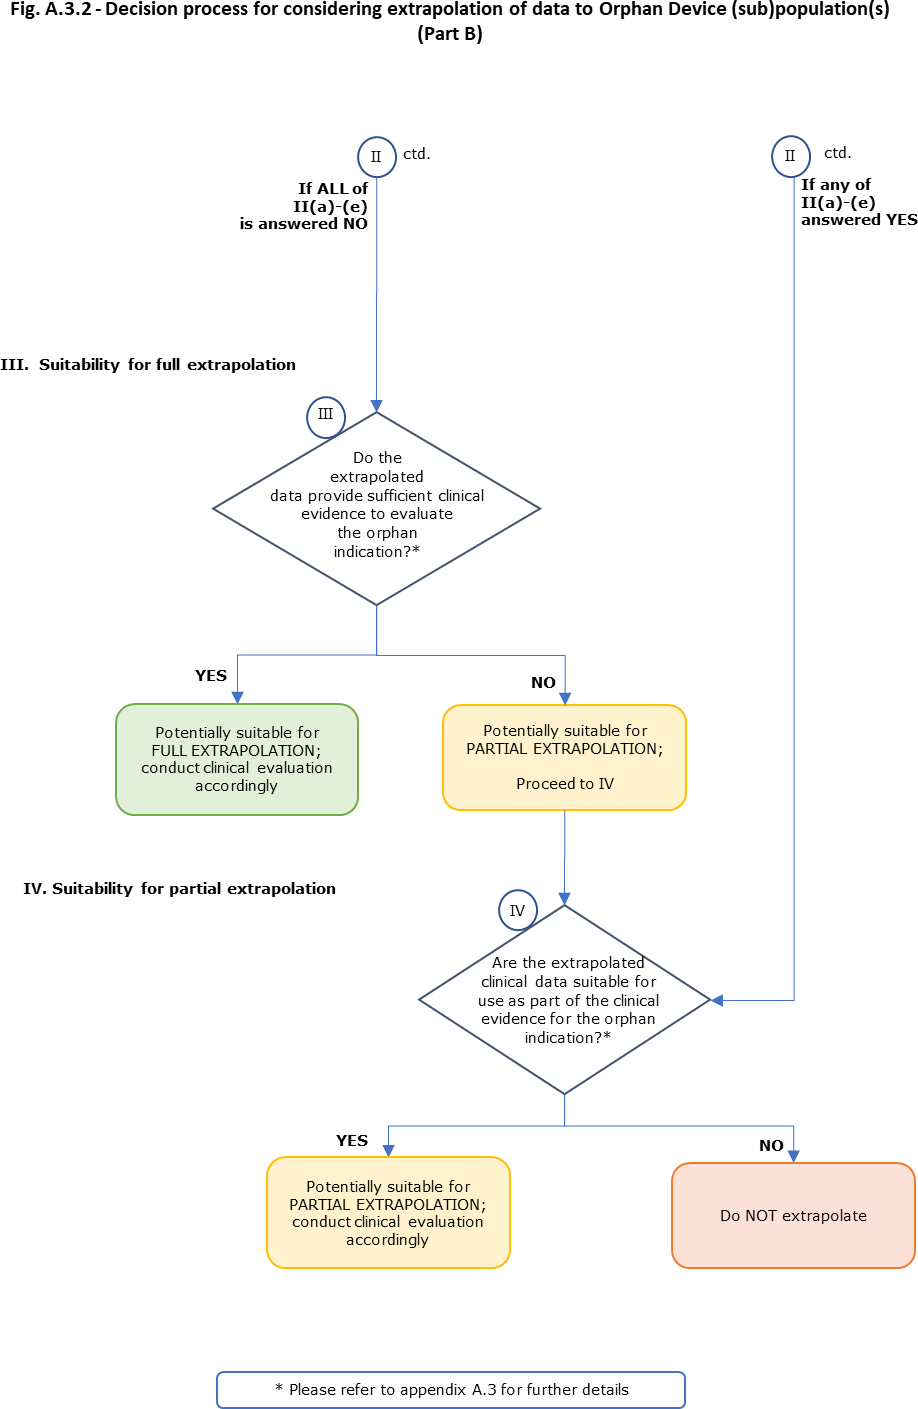 Fig. A.3.2 - Decision process for considering extrapolation of data to Orphan Device (sub)population(s)
(Part B)
II
ctd.
If ALL of
II(a)-(e)
is answered NO
II
ctd.
If any of
II(a)-(e)
answered YES
III. Suitability for full extrapolation
III
Do the
extrapolated
data provide sufficient clinical
evidence to evaluate
the orphan
indication?*
YES
NO
Potentially suitable for
FULL EXTRAPOLATION;
conduct clinical evaluation
accordingly
Potentially suitable for
PARTIAL EXTRAPOLATION;
Proceed to IV
IV. Suitability for partial extrapolation
IV
Are the extrapolated
clinical data suitable for
use as part of the clinical
evidence for the orphan
indication?*
YES
NO
Potentially suitable for
PARTIAL EXTRAPOLATION;
conduct clinical evaluation
accordingly
Do NOT extrapolate
* Please refer to appendix A.3 for further details